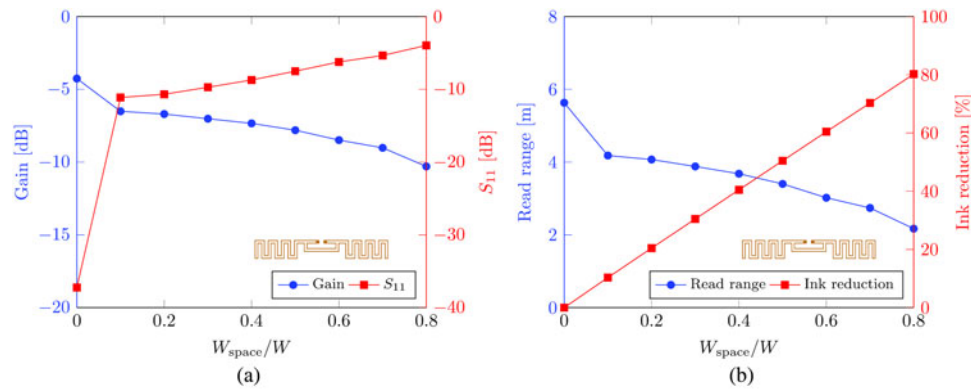 0 0
−5 −10
−10 −20
−15 −30
−20 −40
Gain [dB]
S11 [dB]
Gain S11
0 0.2 0.4 0.6 0.8
Wspace/W
(a)
8 100
80
6
60
4
40
2
20
0 0
Read range [m]
Ink reduction [%]
Read range Ink reduction
0 0.2 0.4 0.6 0.8
Wspace/W
(b)